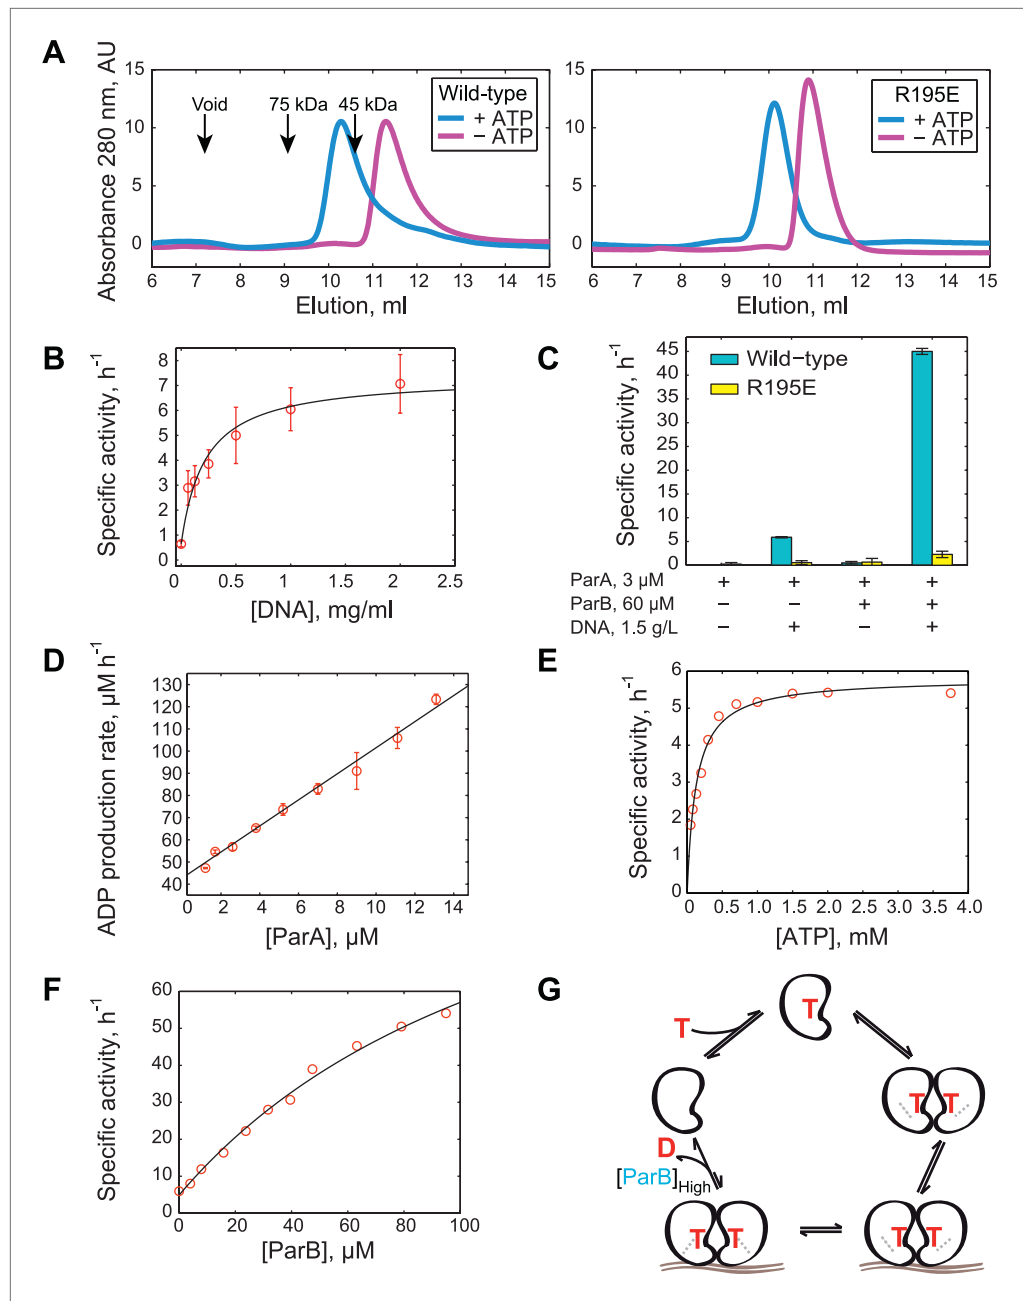 A
Absorbance 280 nm, AU
15
10
5
0
Void
75 kDa
45 kDa
Wild-type
+ ATP
− ATP
6 7 8 9 10 11 12 13 14 15
Elution, ml
15
10
5
0
R195E
+ ATP
− ATP
6 7 8 9 10 11 12 13 14 15
Elution, ml
B
Specific activity, h⁻¹
8
7
6
5
4
3
2
1
0
0 0.5 1 1.5 2 2.5
[DNA], mg/ml
C
Specific activity, h⁻¹
45
40
45
30
25
20
15
10
5
0
Wild−type
R195E
ParA, 3 µM + + + +
ParB, 60 µM − − + +
DNA, 1.5 g/L − + − +
D
ADP production rate, µM h⁻¹
130
120
110
100
90
80
70
60
50
40
0 2 4 6 8 10 12 14
[ParA], µM
E
Specific activity, h⁻¹
6
5
4
3
2
1
0
0 0.5 1.0 1.5 2.0 2.5 3.0 3.5 4.0
[ATP], mM
F
Specific activity, h⁻¹
60
50
40
30
20
10
0
0 20 40 60 80 100
[ParB], µM
G
T
T
T T
D
[ParB]High
T T
T T